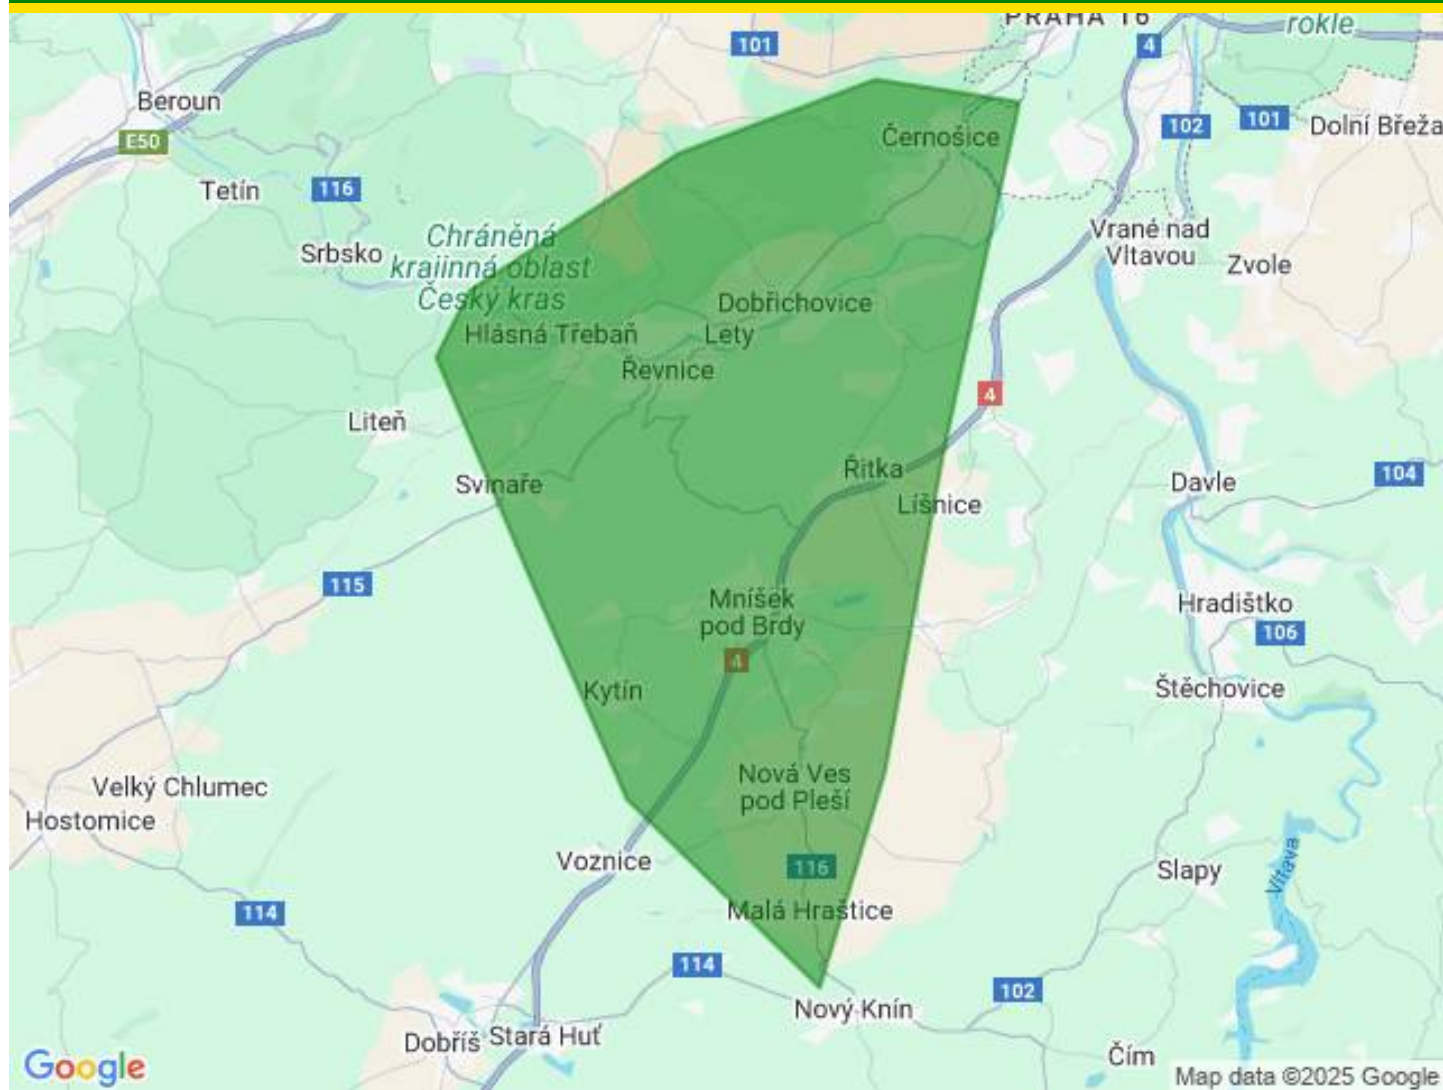 PRAHA 16
rokle
4
101
Beroun
E50
Černošice
102
101
Dolní Břeža
Tetín
116
Srbsko
Chráněná
krajinná oblast
Český kras
Vrané nad
Vltavou
Zvole
Dobřichovice
Hlásná Třebaň
Lety
Řevnice
4
Liteň
Svinaře
Řitka
Líšnice
Davle
104
115
Mníšek
pod Brdy
Hradištko
106
4
Kytín
Štěchovice
Velký Chlumec
Hostomice
Nová Ves
pod Pleší
Voznice
116
Slapy
Vltava
114
Malá Hraštice
114
102
Nový Knín
Dobříš
Stará Huť
Čím
Google
Map data ©2025 Google